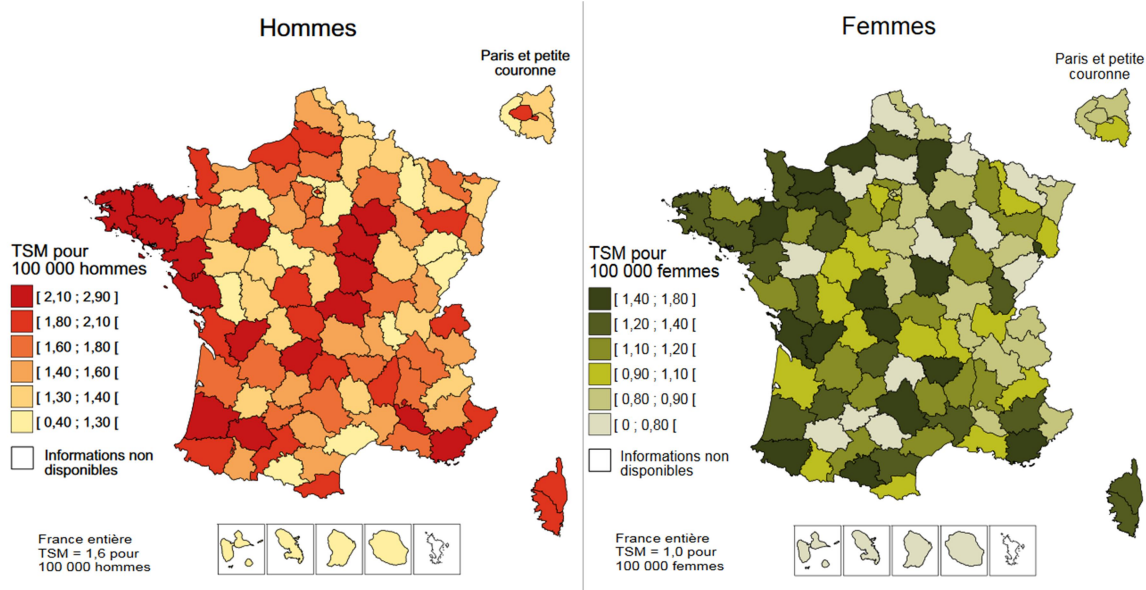 Hommes
Paris et petite
couronne
TSM pour
100 000 hommes
[ 2,10 ; 2,90 ]
[ 1,80 ; 2,10 [
[ 1,60 ; 1,80 [
[ 1,40 ; 1,60 [
[ 1,30 ; 1,40 [
[ 0,40 ; 1,30 [
Informations non
disponibles
France entière
TSM = 1,6 pour
100 000 hommes
Femmes
Paris et petite
couronne
TSM pour
100 000 femmes
[ 1,40 ; 1,80 ]
[ 1,20 ; 1,40 [
[ 1,10 ; 1,20 [
[ 0,90 ; 1,10 [
[ 0,80 ; 0,90 [
[ 0 ; 0,80 [
Informations non
disponibles
France entière
TSM = 1,0 pour
100 000 femmes